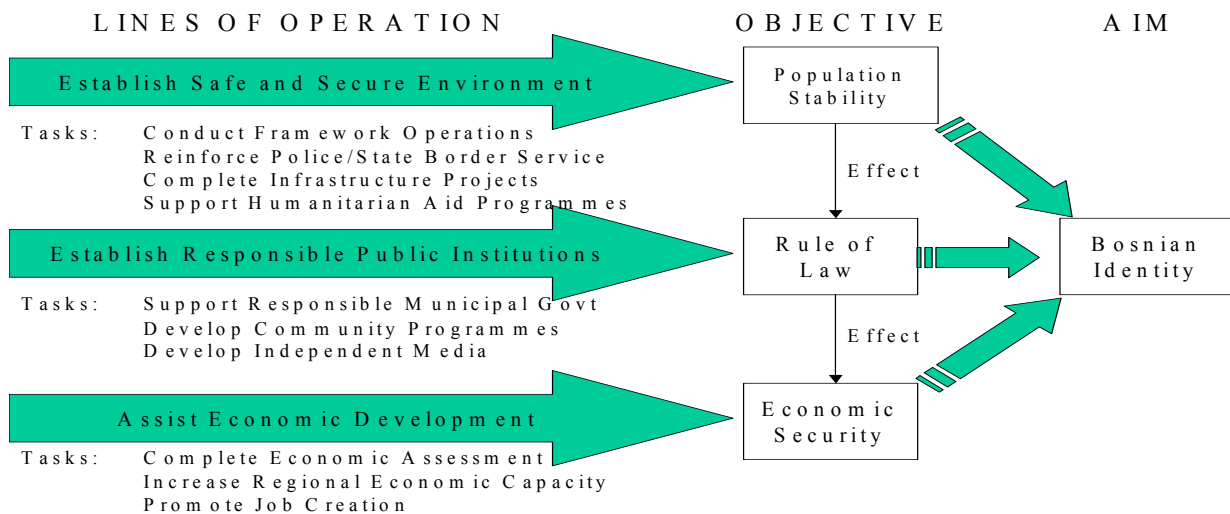 LINES OF OPERATION
OBJECTIVE
AIM
Establish Safe and Secure Environment
Tasks: Conduct Framework Operations
Reinforce Police/State Border Service
Complete Infrastructure Projects
Support Humanitarian Aid Programmes
Population
Stability
Effect
Establish Responsible Public Institutions
Tasks: Support Responsible Municipal Govt
Develop Community Programmes
Develop Independent Media
Rule of
Law
Bosnian
Identity
Effect
Assist Economic Development
Tasks: Complete Economic Assessment
Increase Regional Economic Capacity
Promote Job Creation
Economic
Security